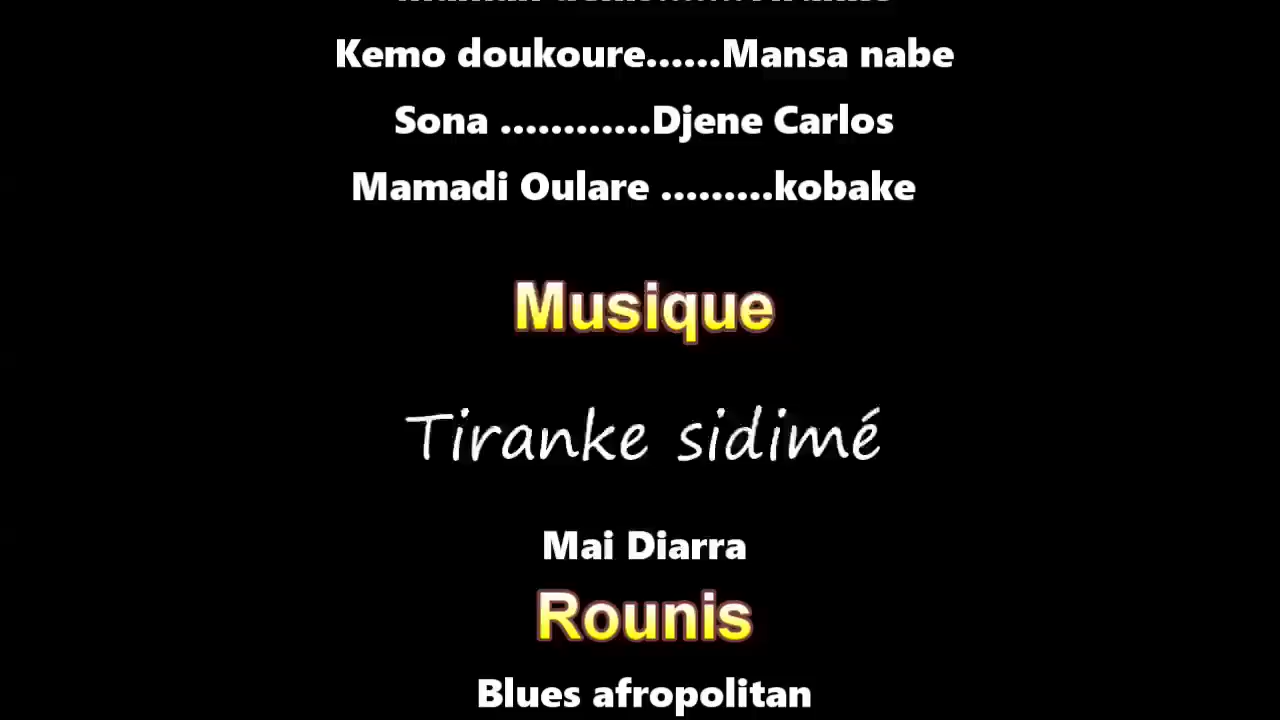 Kemo doukoure......Mansa nabe
Sona ............Djene Carlos
Mamadi Oulare .........kobake
Musique
Tiranke sidimé
Mai Diarra
Rounis
Blues afropolitan